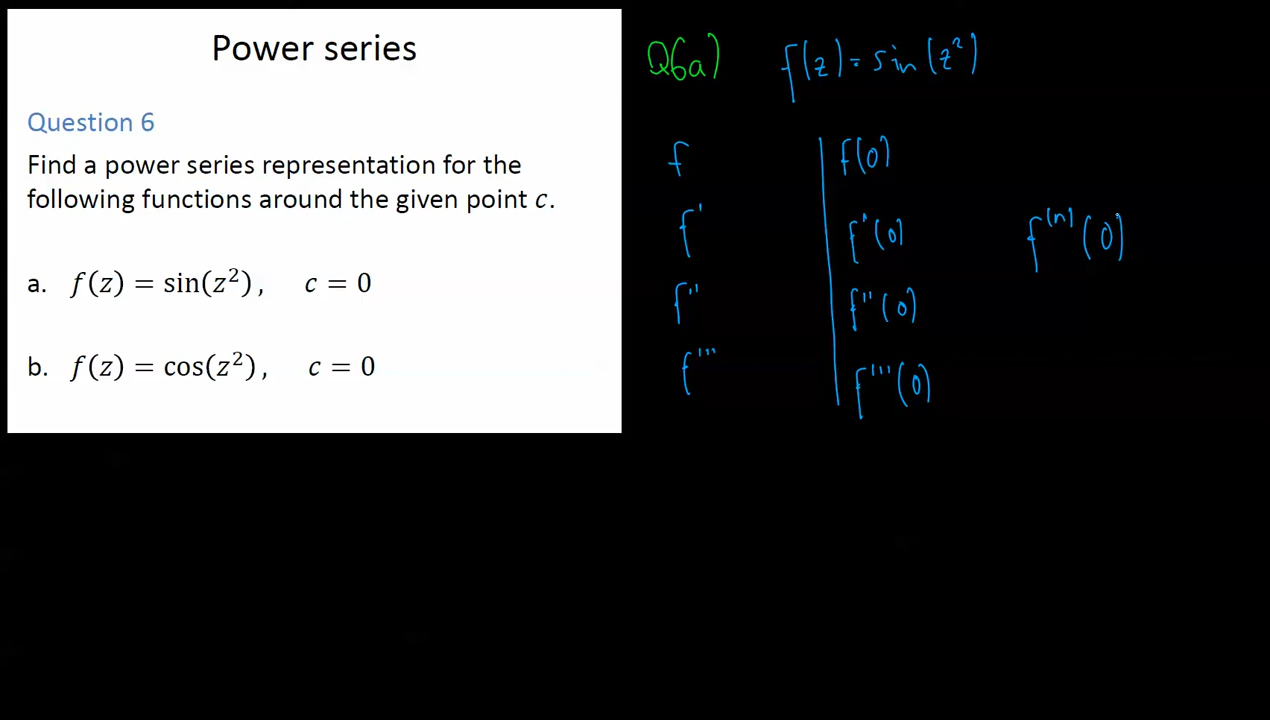 Power series
Question 6
Find a power series representation for the
following functions around the given point c.
a. f(z) = sin(z²), c = 0
b. f(z) = cos(z²), c = 0
Q6a) f(z) = sin(z²)
f f(0)
f' f'(0) f⁽ⁿ⁾(0)
f'' f''(0)
f''' f'''(0)